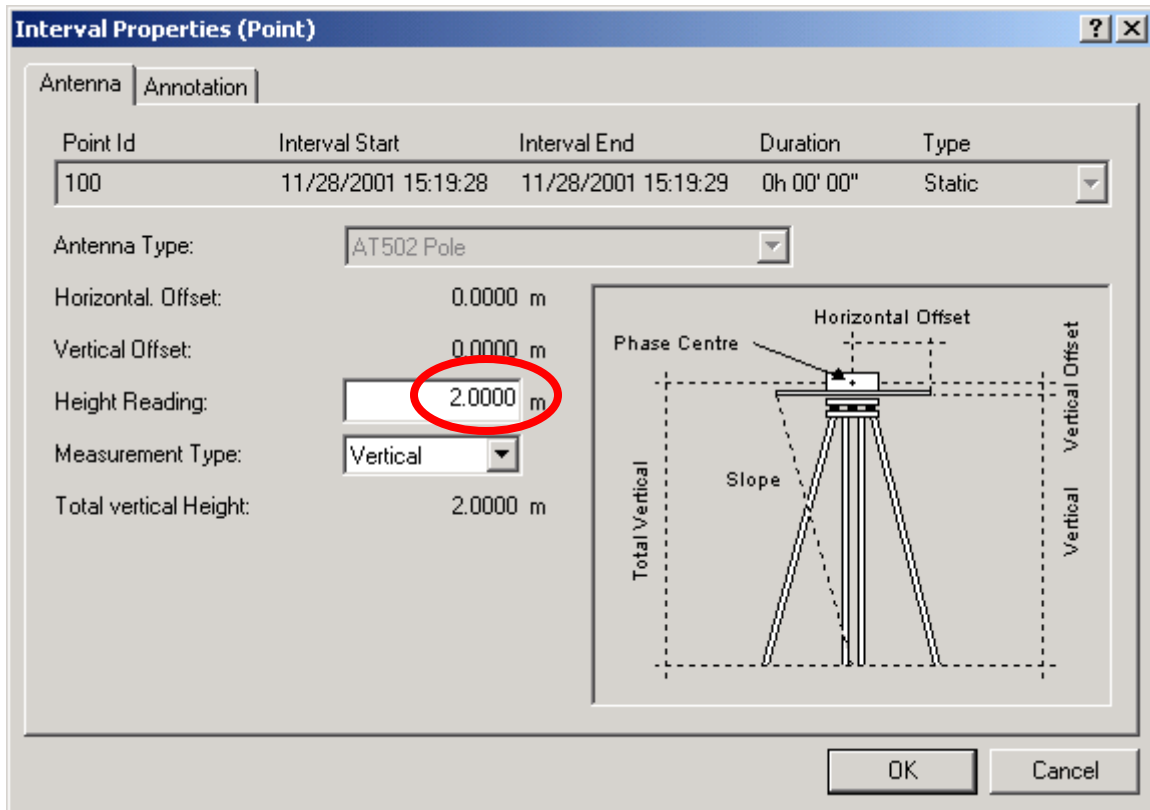 Interval Properties (Point)
Antenna Annotation
Point Id Interval Start Interval End Duration Type
100 11/28/2001 15:19:28 11/28/2001 15:19:29 0h 00' 00" Static
Antenna Type: AT502 Pole
Horizontal. Offset: 0.0000 m
Vertical Offset: 0.0000 m
Height Reading: 2.0000 m
Measurement Type: Vertical
Total vertical Height: 2.0000 m
Horizontal Offset
Phase Centre
Vertical Offset
Slope
Total Vertical
Vertical
OK Cancel